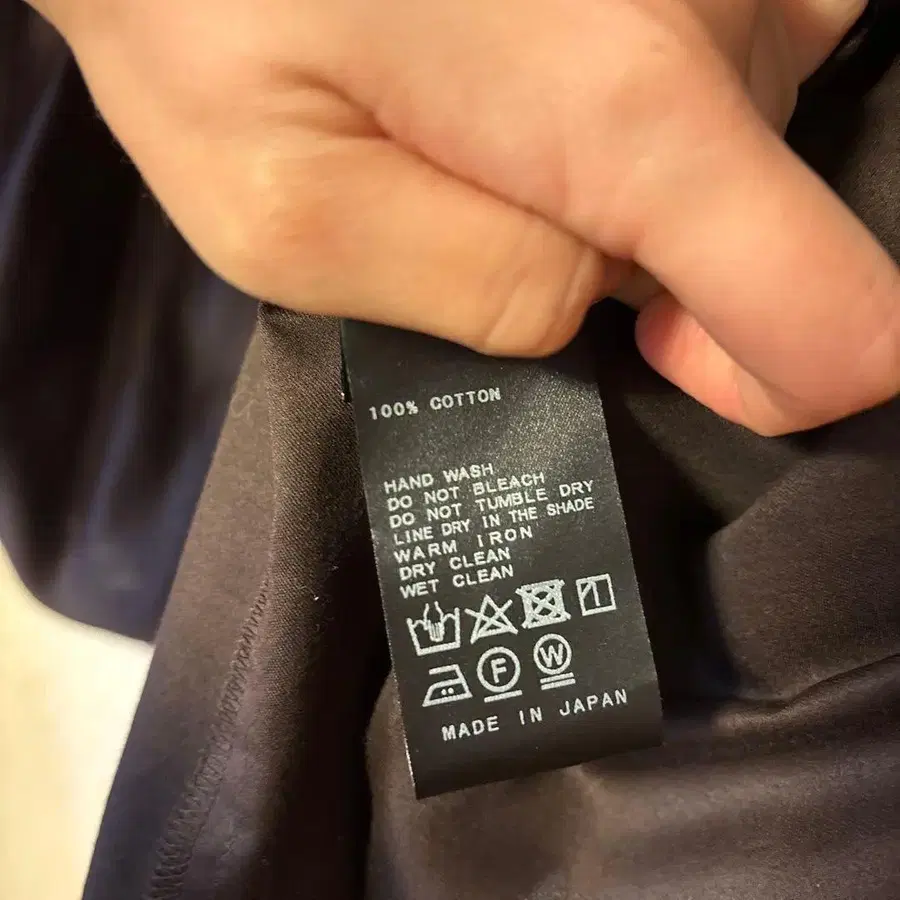 100% COTTON
HAND WASH
DO NOT BLEACH
DO NOT TUMBLE DRY
LINE DRY IN THE SHADE
WARM IRON
DRY CLEAN
WET CLEAN
F W
MADE IN JAPAN